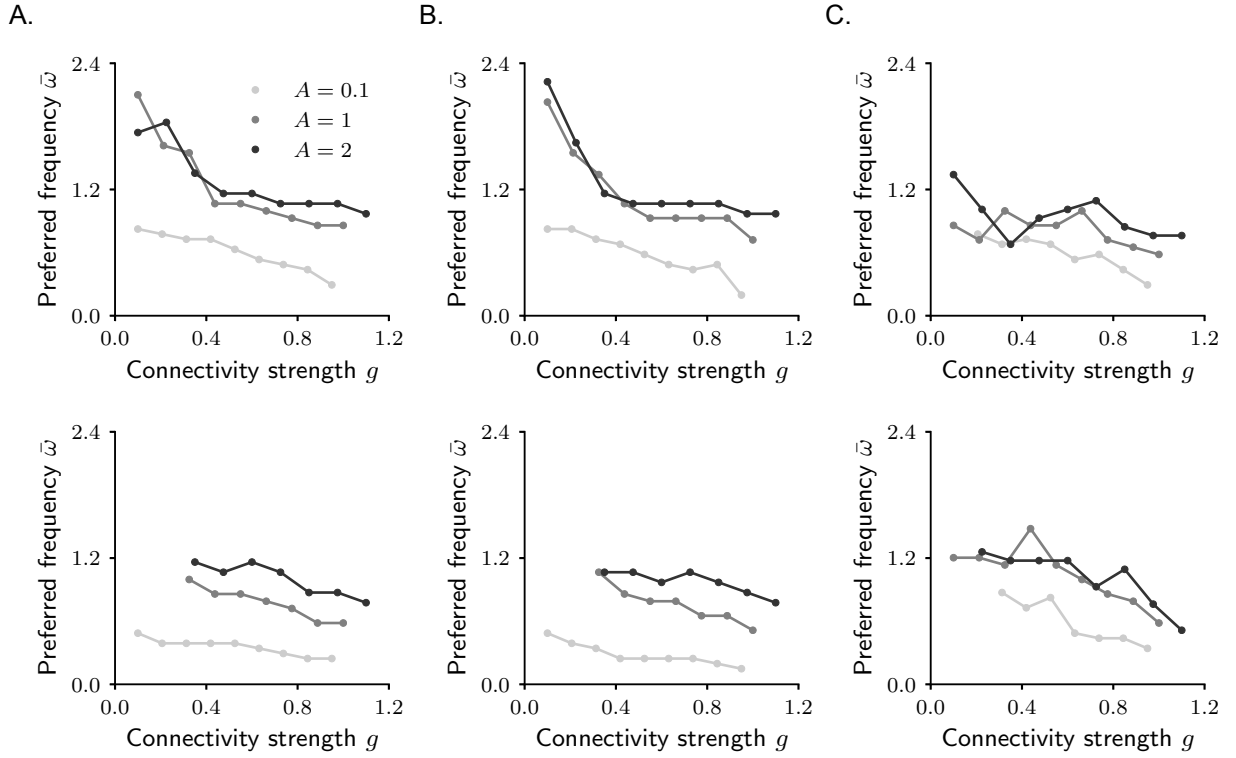 A.
B.
C.
Preferred frequency ω̄
2.4
1.2
0.0
A = 0.1
A = 1
A = 2
0.0 0.4 0.8 1.2
Connectivity strength g
Preferred frequency ω̄
2.4
1.2
0.0
0.0 0.4 0.8 1.2
Connectivity strength g
Preferred frequency ω̄
2.4
1.2
0.0
0.0 0.4 0.8 1.2
Connectivity strength g
Preferred frequency ω̄
2.4
1.2
0.0
0.0 0.4 0.8 1.2
Connectivity strength g
Preferred frequency ω̄
2.4
1.2
0.0
0.0 0.4 0.8 1.2
Connectivity strength g
Preferred frequency ω̄
2.4
1.2
0.0
0.0 0.4 0.8 1.2
Connectivity strength g